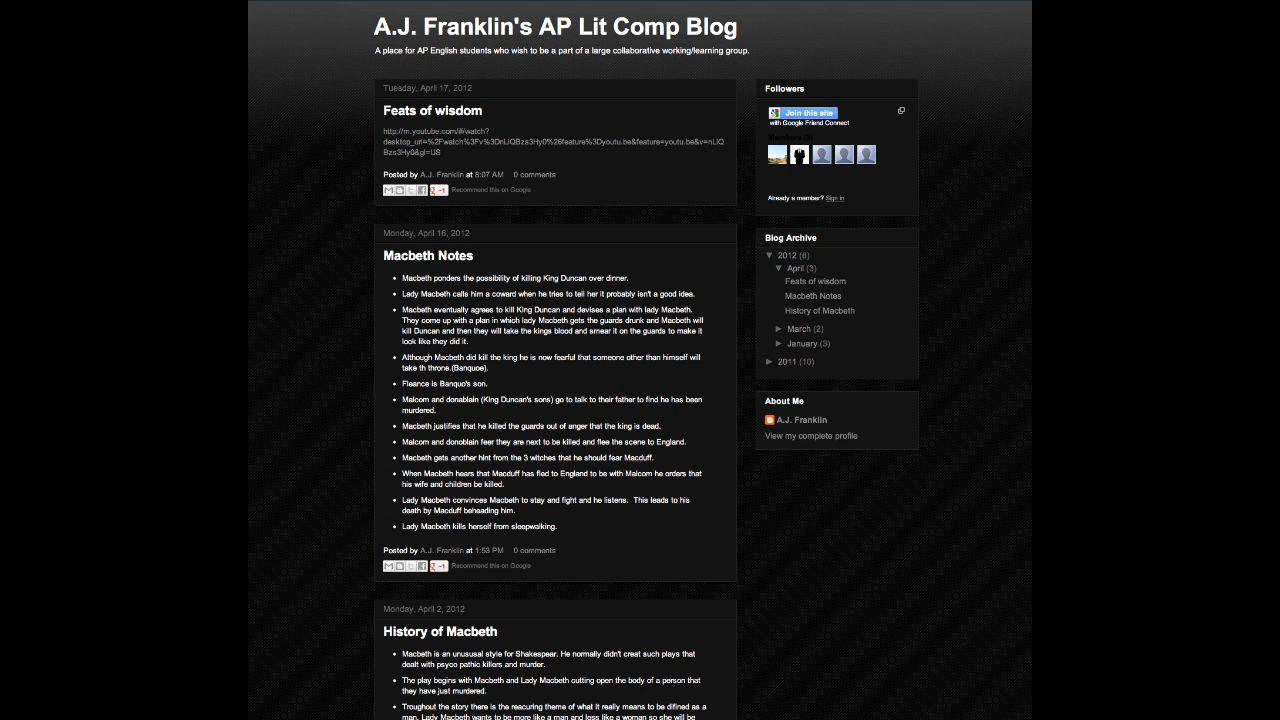 A.J. Franklin's AP Lit Comp Blog
A place for AP English students who wish to be a part of a large collaborative working/learning group.
Tuesday, April 17, 2012
Feats of wisdom
http://m.youtube.com/#/watch?
desktop_uri=%2Fwatch%3Fv%3DnLIQBzs3Hy0%26feature%3Dyoutu.be&feature=youtu.be&v=nLIQ
Bzs3Hy0&gl=US
Posted by A.J. Franklin at 8:07 AM 0 comments
+1 Recommend this on Google
Monday, April 16, 2012
Macbeth Notes
Macbeth ponders the possibility of killing King Duncan over dinner.
Lady Macbeth calls him a coward when he tries to tell her it probably isn't a good idea.
Macbeth eventually agrees to kill King Duncan and devises a plan with lady Macbeth.
They come up with a plan in which lady Macbeth gets the guards drunk and Macbeth will
kill Duncan and then they will take the kings blood and smear it on the guards to make it
look like they did it.
Although Macbeth did kill the king he is now fearful that someone other than himself will
take th throne.(Banquoe).
Fleance is Banquo's son.
Malcom and donablain (King Duncan's sons) go to talk to their father to find he has been
murdered.
Macbeth justifies that he killed the guards out of anger that the king is dead.
Malcom and donoblain feer they are next to be killed and flee the scene to England.
Macbeth gets another hint from the 3 witches that he should fear Macduff.
When Macbeth hears that Macduff has fled to England to be with Malcome he orders that
his wife and children be killed.
Lady Macbeth convinces Macbeth to stay and fight and he listens. This leads to his
death by Macduff beheading him.
Lady Macbeth kills herself from sleepwalking.
Posted by A.J. Franklin at 1:53 PM 0 comments
+1 Recommend this on Google
Monday, April 2, 2012
History of Macbeth
Macbeth is an unususal style for Shakespear. He normally didn't creat such plays that
dealt with psyco pathic killers and murder.
The play begins with Macbeth and Lady Macbeth cutting open the body of a person that
they have just murdered.
Troughout the story there is the reacuring theme of what it really means to be difined as a
man. Lady Macbeth wants to be more like a man and less like a woman so she will be
Followers
Join this site
with Google Friend Connect
Already a member? Sign in
Blog Archive
▼ 2012 (8)
▼ April (3)
Feats of wisdom
Macbeth Notes
History of Macbeth
► March (2)
► January (3)
► 2011 (10)
About Me
A.J. Franklin
View my complete profile